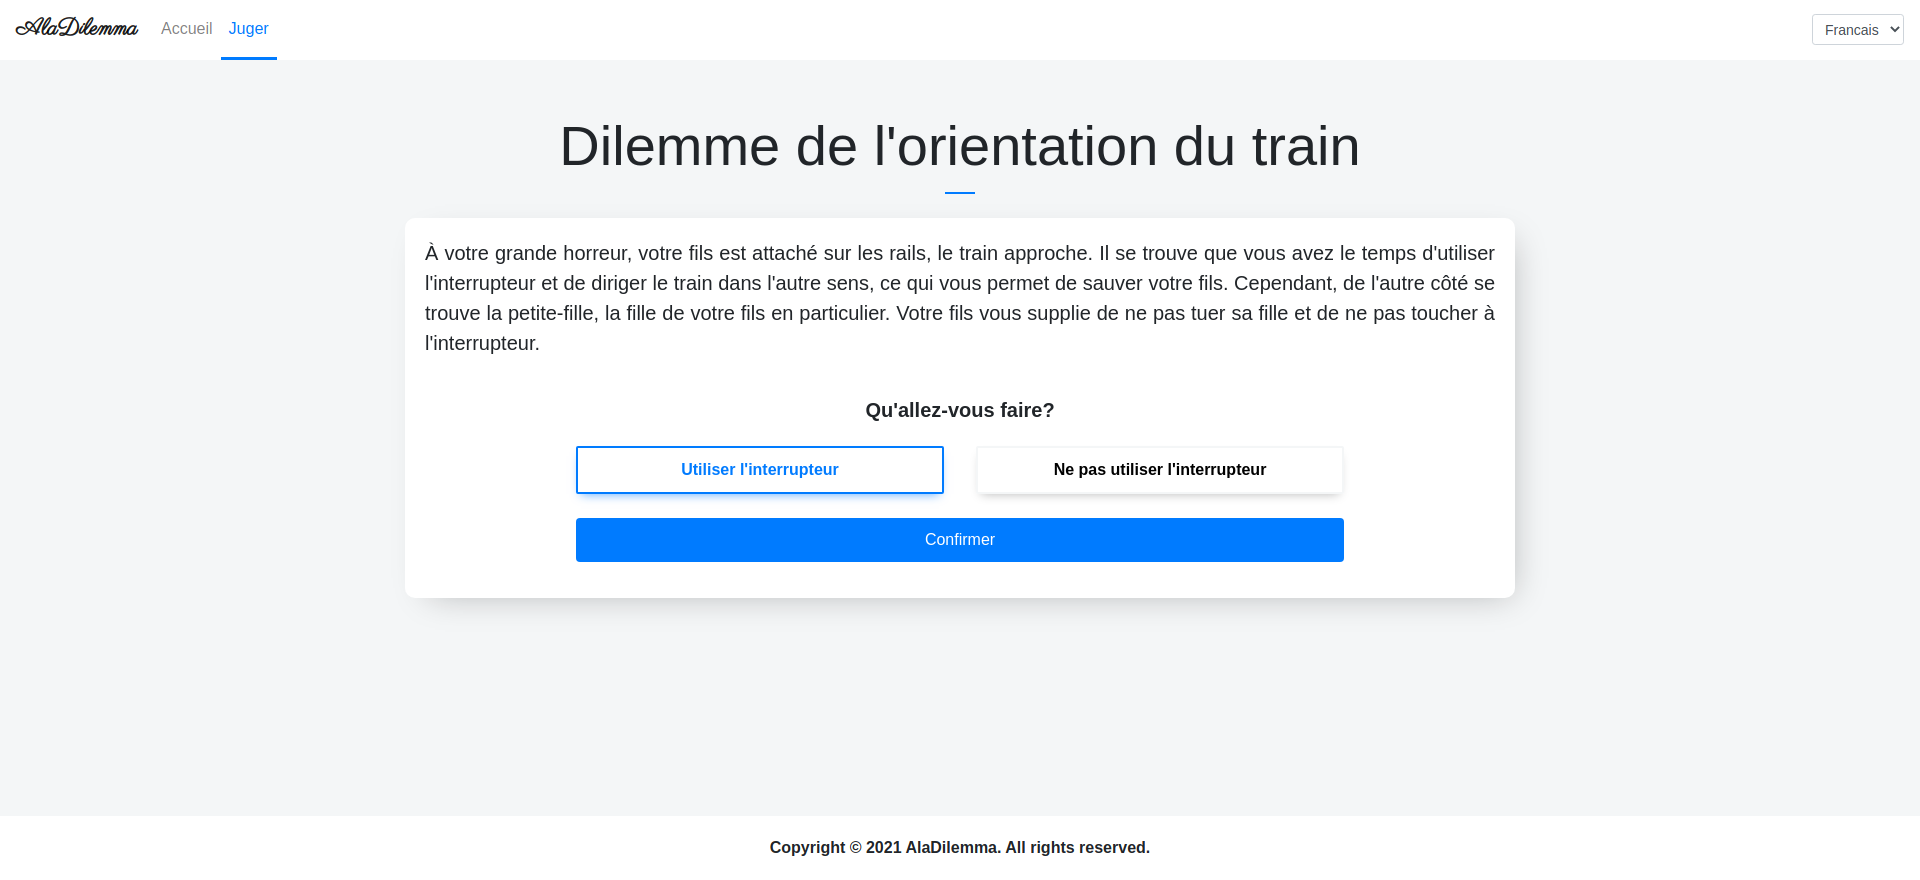 AlaDilemma Accueil Juger Francais
Dilemme de l'orientation du train
À votre grande horreur, votre fils est attaché sur les rails, le train approche. Il se trouve que vous avez le temps d'utiliser
l'interrupteur et de diriger le train dans l'autre sens, ce qui vous permet de sauver votre fils. Cependant, de l'autre côté se
trouve la petite-fille, la fille de votre fils en particulier. Votre fils vous supplie de ne pas tuer sa fille et de ne pas toucher à
l'interrupteur.
Qu'allez-vous faire?
Utiliser l'interrupteur Ne pas utiliser l'interrupteur
Confirmer
Copyright © 2021 AlaDilemma. All rights reserved.